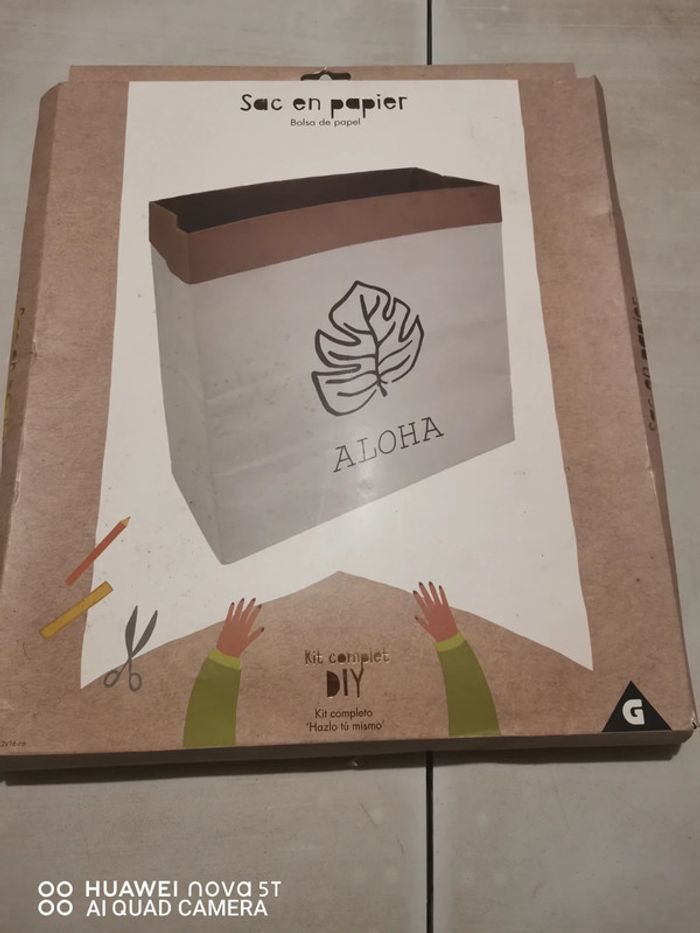 Sac en papier
Bolsa de papel
ALOHA
Sac en papier
Kit complet
DIY
Kit completo
'Hazlo tú mismo'
G
HUAWEI nova 5T
AI QUAD CAMERA